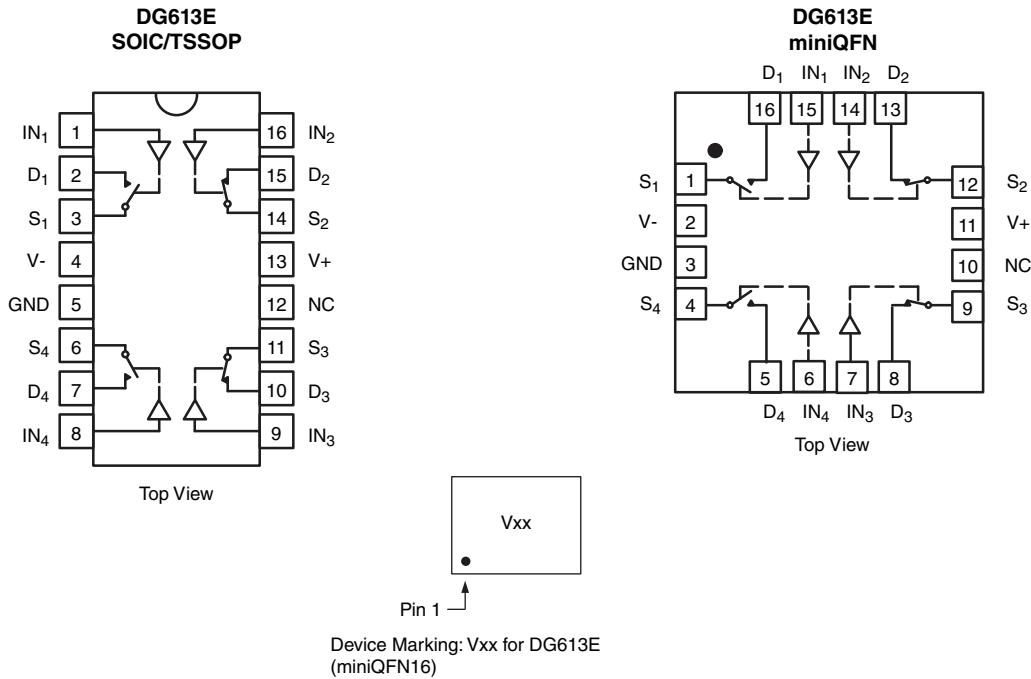 DG613E
SOIC/TSSOP
IN1 1 16 IN2
D1 2 15 D2
S1 3 14 S2
V- 4 13 V+
GND 5 12 NC
S4 6 11 S3
D4 7 10 D3
IN4 8 9 IN3
Top View
DG613E
miniQFN
D1 IN1 IN2 D2
16 15 14 13
S1 1 12 S2
V- 2 11 V+
GND 3 10 NC
S4 4 9 S3
5 6 7 8
D4 IN4 IN3 D3
Top View
Vxx
Pin 1
Device Marking: Vxx for DG613E
(miniQFN16)